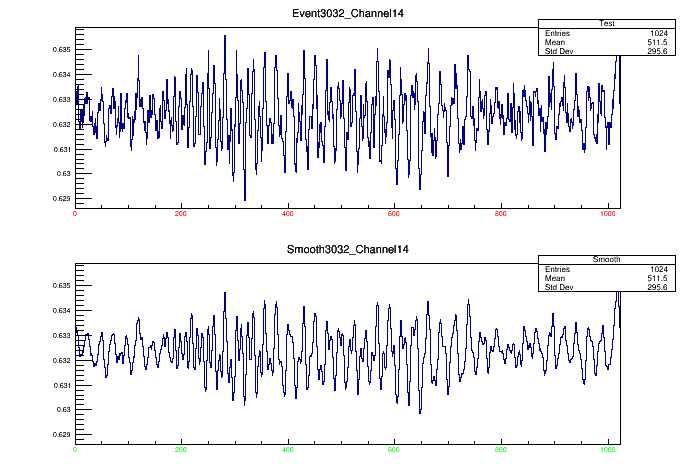 Event3032_Channel14
Test
Entries 1024
Mean 511.5
Std Dev 295.6
0.635
0.634
0.633
0.632
0.631
0.63
0.629
0 200 400 600 800 1000
Smooth3032_Channel14
Smooth
Entries 1024
Mean 511.5
Std Dev 295.6
0.635
0.634
0.633
0.632
0.631
0.63
0.629
0 200 400 600 800 1000